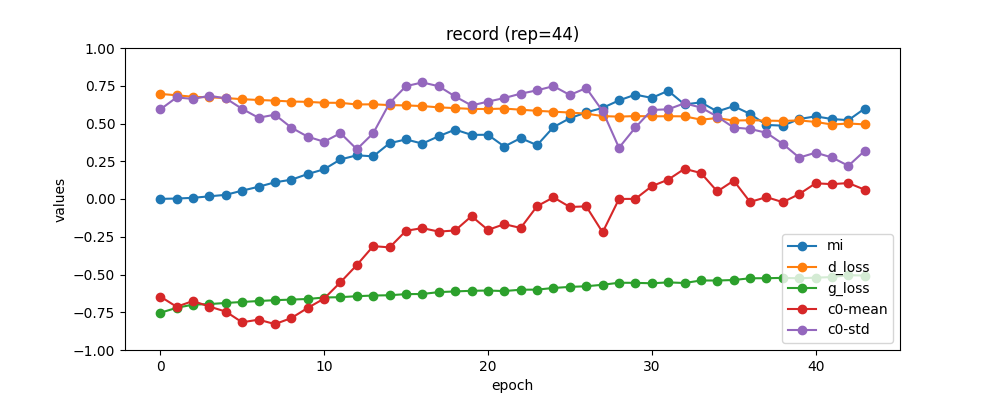 record (rep=44)
1.00
0.75
0.50
0.25
0.00
−0.25
−0.50
−0.75
−1.00
values
0
10
20
30
40
epoch
mi
d_loss
g_loss
c0-mean
c0-std